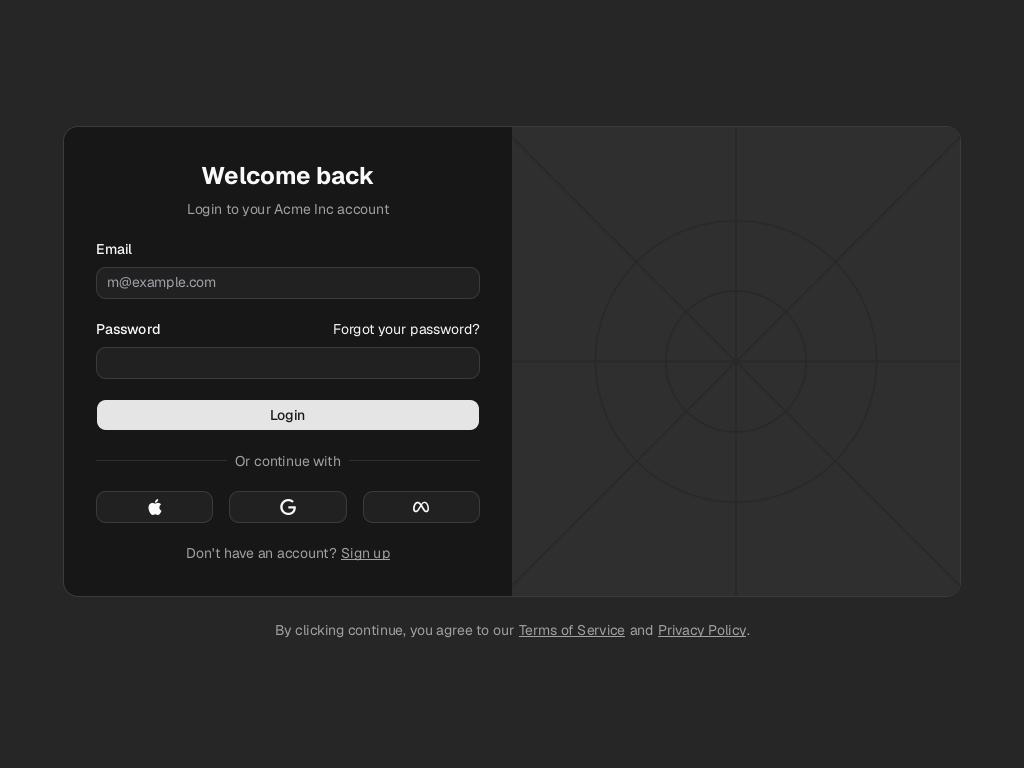 Welcome back
Login to your Acme Inc account
Email
m@example.com
Password Forgot your password?
Login
Or continue with
Don't have an account? Sign up
By clicking continue, you agree to our Terms of Service and Privacy Policy.